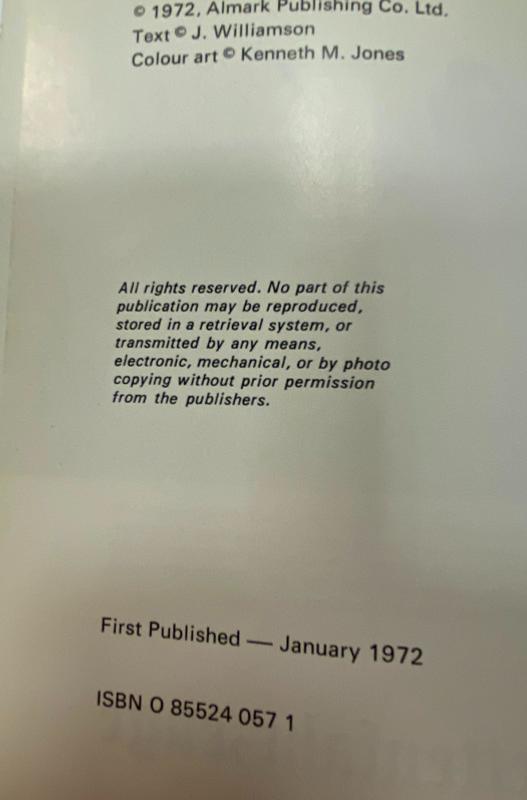 © 1972, Almark Publishing Co. Ltd.
Text © J. Williamson
Colour art © Kenneth M. Jones
All rights reserved. No part of this
publication may be reproduced,
stored in a retrieval system, or
transmitted by any means,
electronic, mechanical, or by photo
copying without prior permission
from the publishers.
First Published — January 1972
ISBN O 85524 057 1